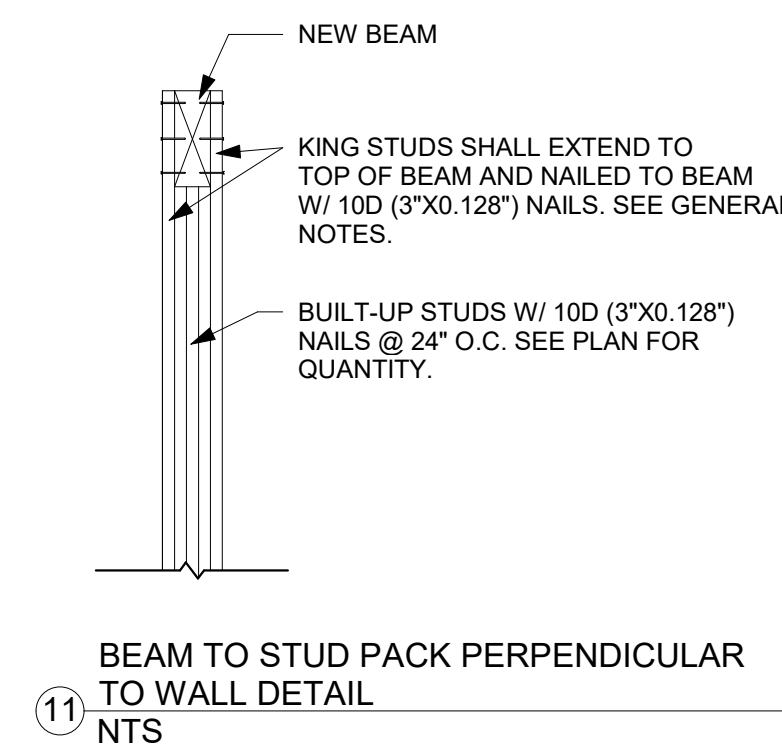 NEW BEAM
KING STUDS SHALL EXTEND TO
TOP OF BEAM AND NAILED TO BEAM
W/ 10D (3"X0.128") NAILS. SEE GENERAL
NOTES.
BUILT-UP STUDS W/ 10D (3"X0.128")
NAILS @ 24" O.C. SEE PLAN FOR
QUANTITY.
BEAM TO STUD PACK PERPENDICULAR
11 TO WALL DETAIL
NTS